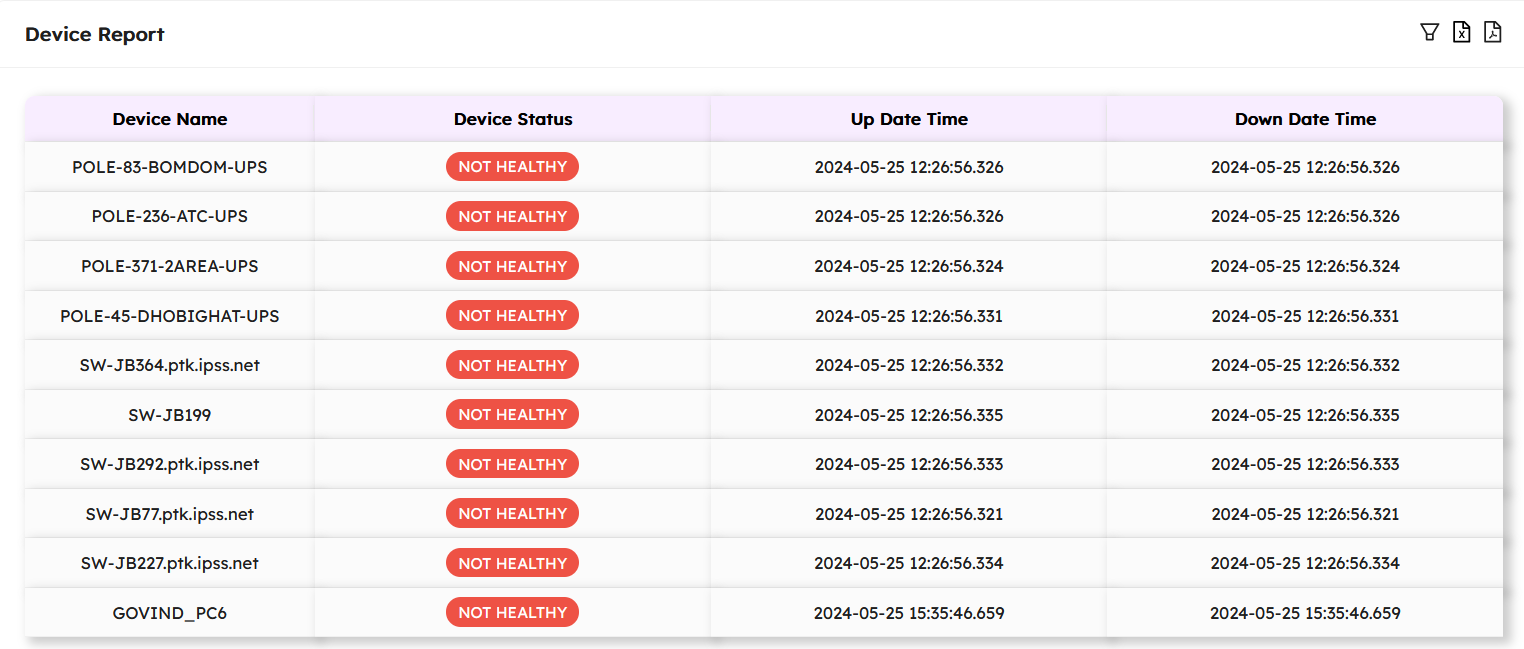 Device Report
Device Name Device Status Up Date Time Down Date Time
POLE-83-BOMDOM-UPS NOT HEALTHY 2024-05-25 12:26:56.326 2024-05-25 12:26:56.326
POLE-236-ATC-UPS NOT HEALTHY 2024-05-25 12:26:56.326 2024-05-25 12:26:56.326
POLE-371-2AREA-UPS NOT HEALTHY 2024-05-25 12:26:56.324 2024-05-25 12:26:56.324
POLE-45-DHOBIGHAT-UPS NOT HEALTHY 2024-05-25 12:26:56.331 2024-05-25 12:26:56.331
SW-JB364.ptk.ipss.net NOT HEALTHY 2024-05-25 12:26:56.332 2024-05-25 12:26:56.332
SW-JB199 NOT HEALTHY 2024-05-25 12:26:56.335 2024-05-25 12:26:56.335
SW-JB292.ptk.ipss.net NOT HEALTHY 2024-05-25 12:26:56.333 2024-05-25 12:26:56.333
SW-JB77.ptk.ipss.net NOT HEALTHY 2024-05-25 12:26:56.321 2024-05-25 12:26:56.321
SW-JB227.ptk.ipss.net NOT HEALTHY 2024-05-25 12:26:56.334 2024-05-25 12:26:56.334
GOVIND_PC6 NOT HEALTHY 2024-05-25 15:35:46.659 2024-05-25 15:35:46.659